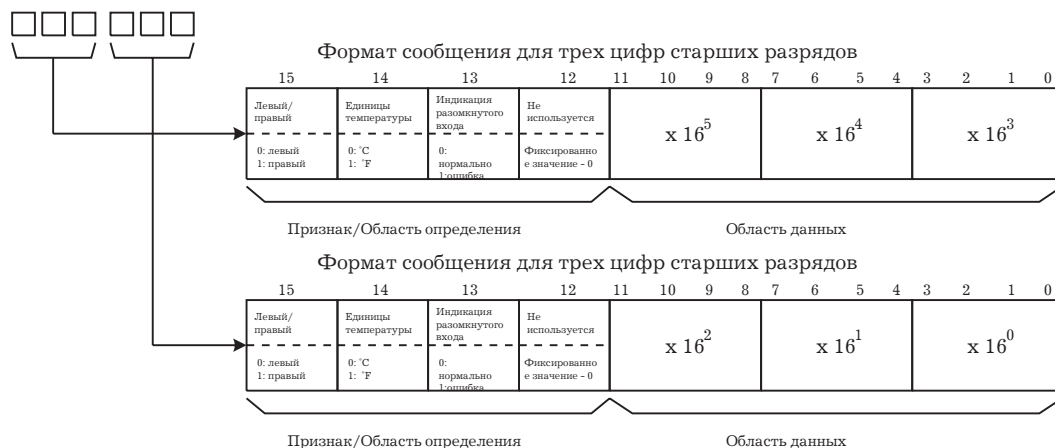 Формат сообщения для трех цифр старших разрядов
15 14 13 12 11 10 9 8 7 6 5 4 3 2 1 0
Левый/
правый
0: левый
1: правый
Единицы
температуры
0: °C
1: °F
Индикация
разомкнутого
входа
0:
нормально
1:ошибка
Не
используется
Фиксированно
е значение - 0
x 16^5
x 16^4
x 16^3
Признак/Область определения
Область данных
Формат сообщения для трех цифр старших разрядов
15 14 13 12 11 10 9 8 7 6 5 4 3 2 1 0
Левый/
правый
0: левый
1: правый
Единицы
температуры
0: °C
1: °F
Индикация
разомкнутого
входа
0:
нормально
1:ошибка
Не
используется
Фиксированно
е значение - 0
x 16^2
x 16^1
x 16^0
Признак/Область определения
Область данных